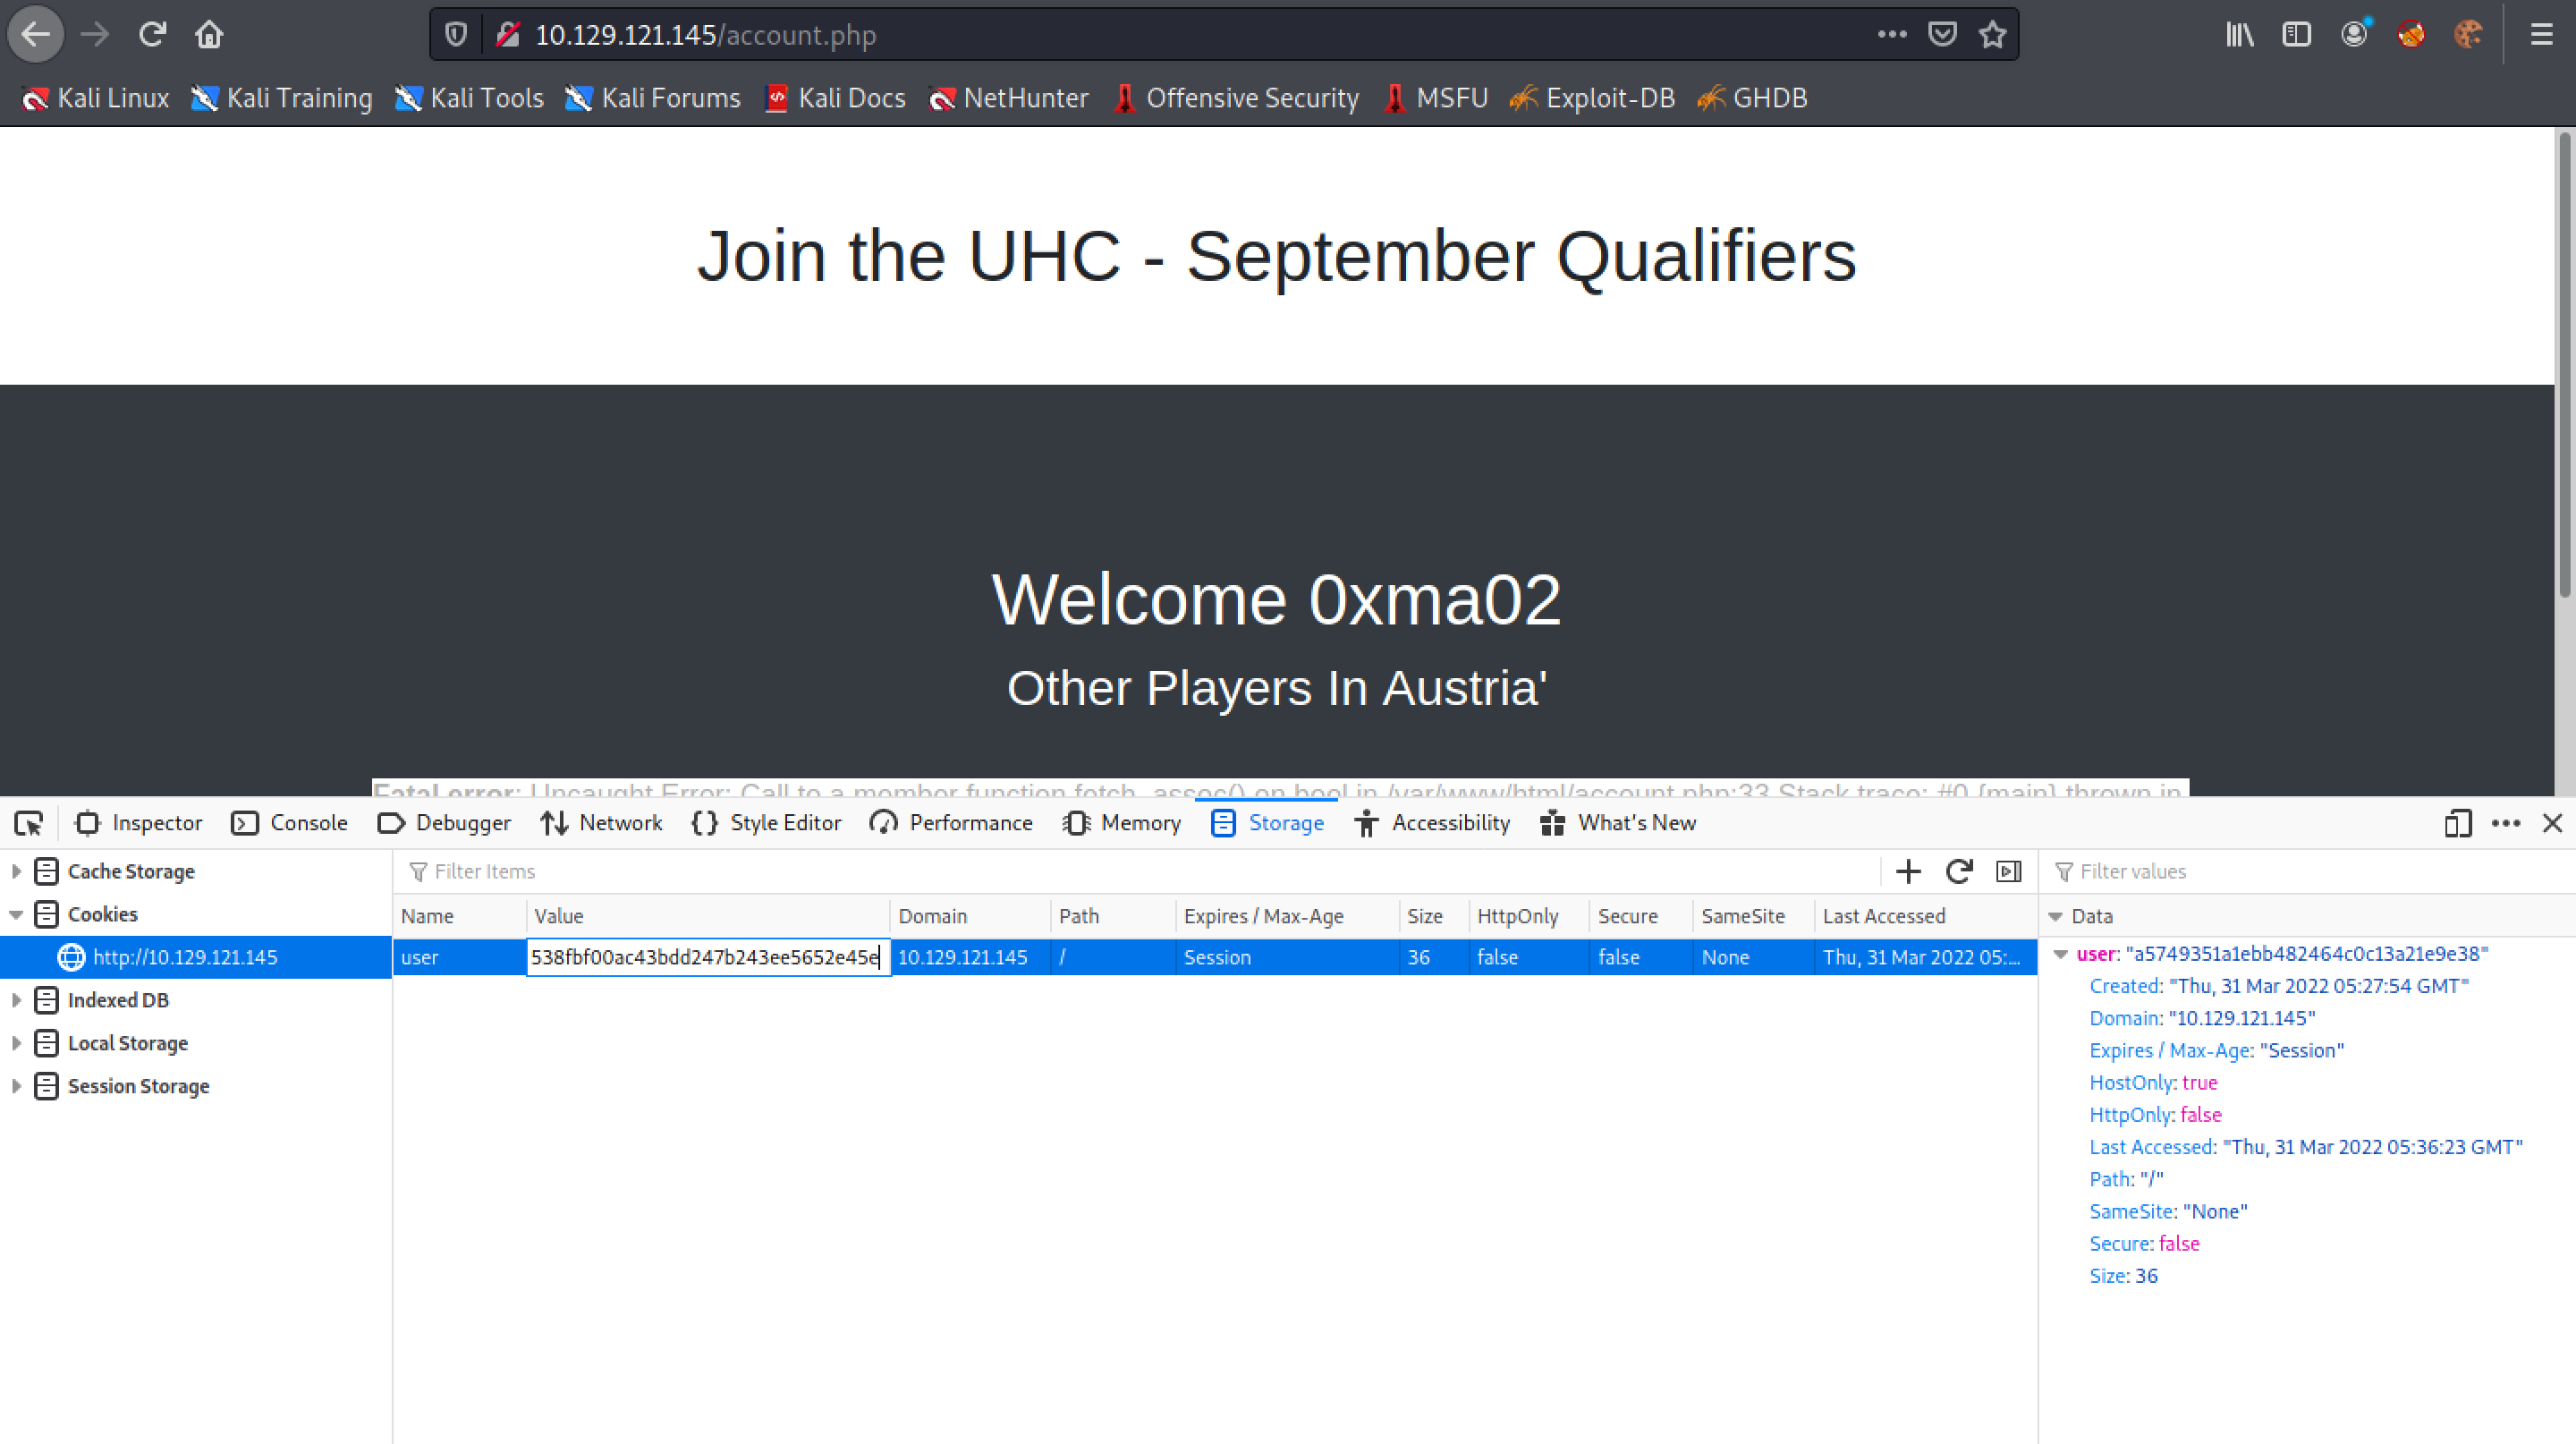 10.129.121.145/account.php
Kali Linux Kali Training Kali Tools Kali Forums Kali Docs NetHunter Offensive Security MSFU Exploit-DB GHDB
Join the UHC - September Qualifiers
Welcome 0xma02
Other Players In Austria'
Fatal error: Uncaught Error: Call to a member function fetch_assoc() on bool in /var/www/html/account.php:33 Stack trace: #0 {main} thrown in
Inspector Console Debugger Network Style Editor Performance Memory Storage Accessibility What's New
Cache Storage Filter Items Filter values
Cookies Name Value Domain Path Expires / Max-Age Size HttpOnly Secure SameSite Last Accessed Data
http://10.129.121.145 user 538fbf00ac43bdd247b243ee5652e45e 10.129.121.145 / Session 36 false false None Thu, 31 Mar 2022 05:... user: "a5749351a1ebb482464c0c13a21e9e38"
Created: "Thu, 31 Mar 2022 05:27:54 GMT"
Indexed DB Domain: "10.129.121.145"
Local Storage Expires / Max-Age: "Session"
Session Storage HostOnly: true
HttpOnly: false
Last Accessed: "Thu, 31 Mar 2022 05:36:23 GMT"
Path: "/"
SameSite: "None"
Secure: false
Size: 36